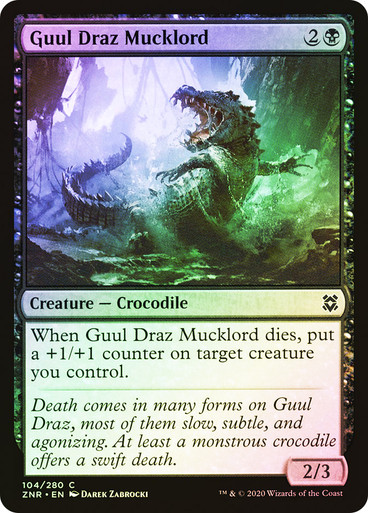 Guul Draz Mucklord 2
Creature — Crocodile
When Guul Draz Mucklord dies, put
a +1/+1 counter on target creature
you control.
Death comes in many forms on Guul
Draz, most of them slow, subtle, and
agonizing. At least a monstrous crocodile
offers a swift death.
2/3
104/280 C
ZNR • EN DAREK ZABROCKI
™ & © 2020 Wizards of the Coast